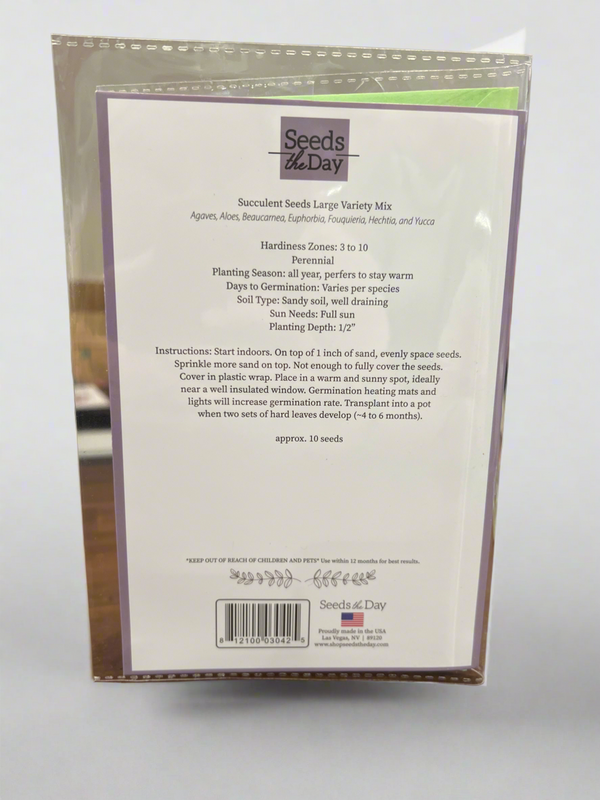 Seeds
the Day
Succulent Seeds Large Variety Mix
Agaves, Aloes, Beaucarnea, Euphorbia, Fouquieria, Hechtia, and Yucca
Hardiness Zones: 3 to 10
Perennial
Planting Season: all year, perfers to stay warm
Days to Germination: Varies per species
Soil Type: Sandy soil, well draining
Sun Needs: Full sun
Planting Depth: 1/2”
Instructions: Start indoors. On top of 1 inch of sand, evenly space seeds.
Sprinkle more sand on top. Not enough to fully cover the seeds.
Cover in plastic wrap. Place in a warm and sunny spot, ideally
near a well insulated window. Germination heating mats and
lights will increase germination rate. Transplant into a pot
when two sets of hard leaves develop (~4 to 6 months).
approx. 10 seeds
*KEEP OUT OF REACH OF CHILDREN AND PETS* Use within 12 months for best results.
Seeds the Day
Proudly made in the USA
Las Vegas, NV | 89120
www.shopseedstheday.com
8 12100 03042 5